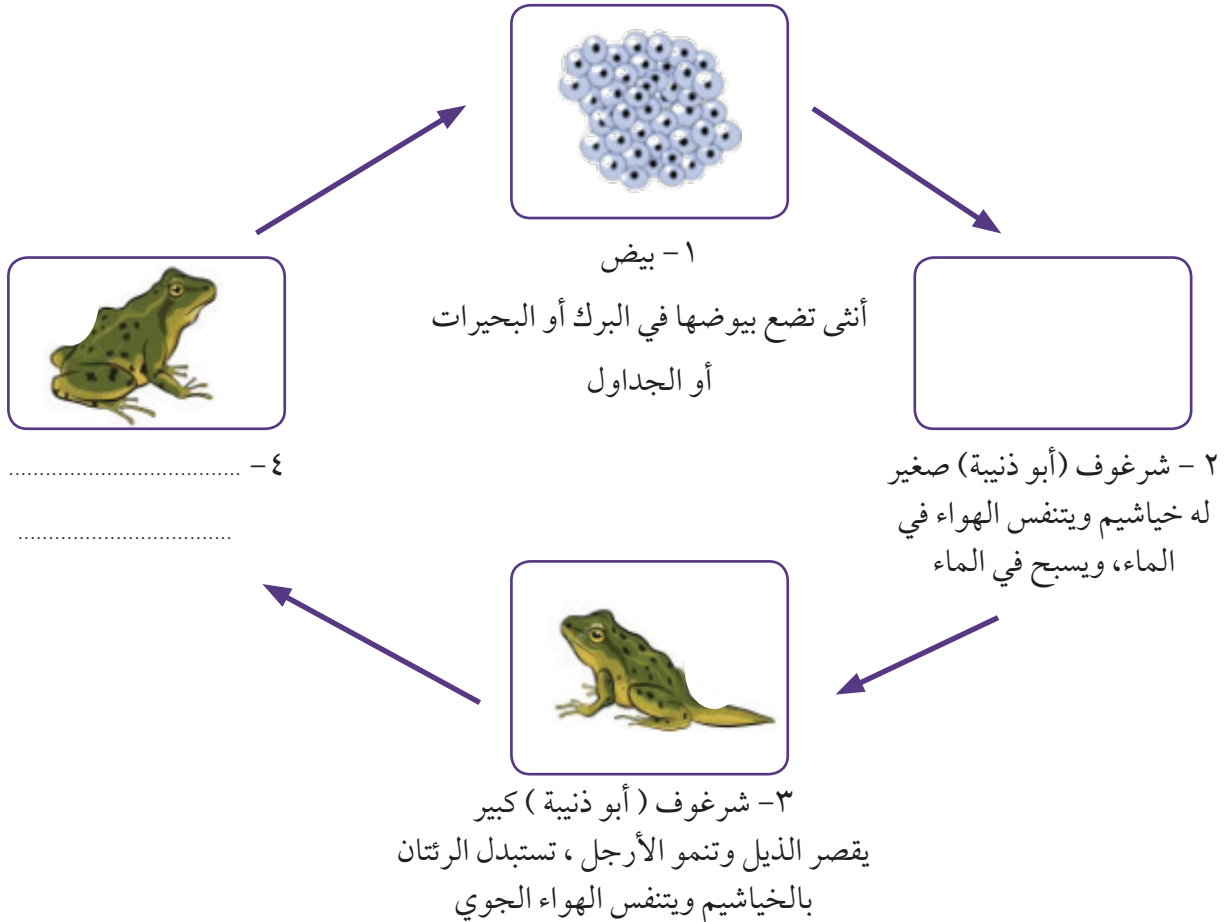 ١- بيض
أنثى تضع بيوضها في البرك أو البحيرات
أو الجداول
٢ - شرغوف (أبو ذنيبة) صغير
له خياشيم ويتنفس الهواء في
الماء، ويسبح في الماء
٣- شرغوف ( أبو ذنيبة ) كبير
يقصر الذيل وتنمو الأرجل ، تستبدل الرئتان
بالخياشيم ويتنفس الهواء الجوي
٤- ......................................
...................................